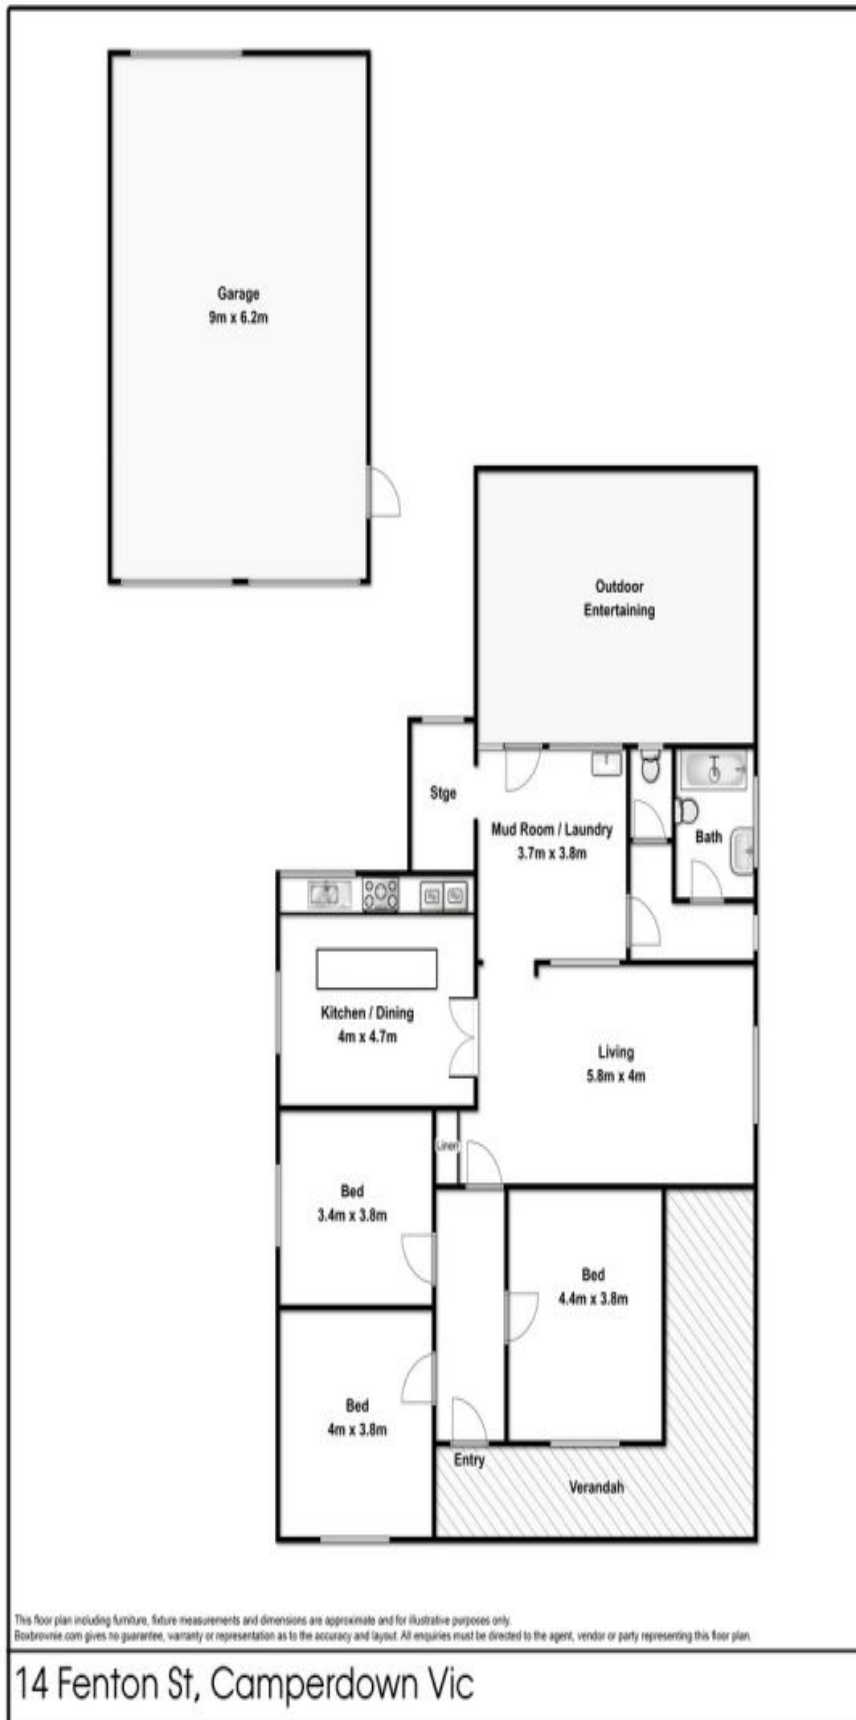 Garage
9m x 6.2m
Outdoor
Entertaining
Stge
Mud Room / Laundry
3.7m x 3.8m
Bath
Kitchen / Dining
4m x 4.7m
Living
5.8m x 4m
Linen
Bed
3.4m x 3.8m
Bed
4.4m x 3.8m
Bed
4m x 3.8m
Entry
Verandah
This floor plan including furniture, fixture measurements and dimensions are approximate and for illustrative purposes only.
Boxbrownie.com gives no guarantee, warranty or representation as to the accuracy and layout. All enquiries must be directed to the agent, vendor or party representing this floor plan.
14 Fenton St, Camperdown Vic